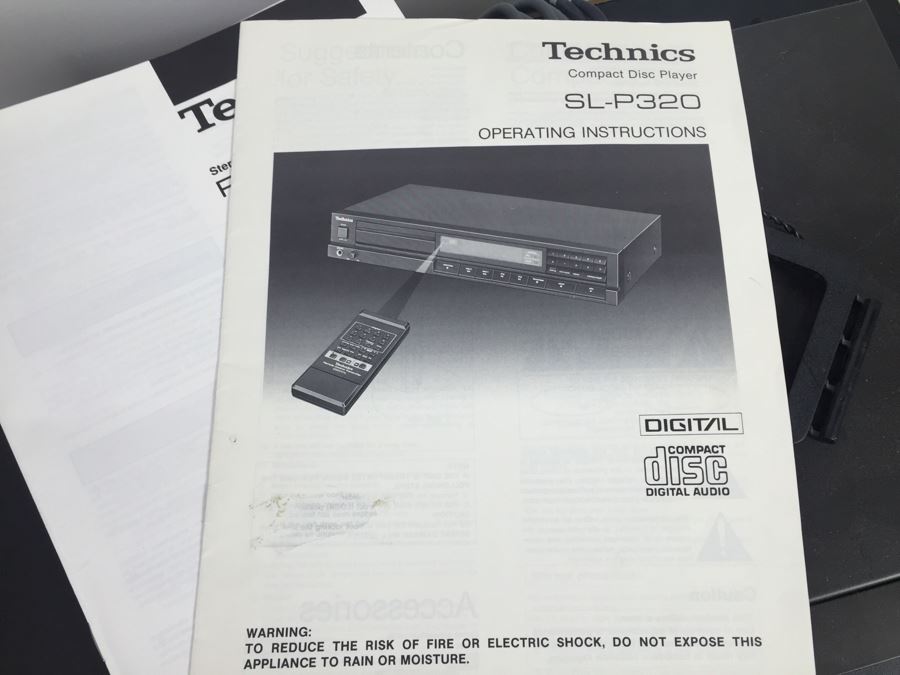 Technics
Compact Disc Player
SL-P320
OPERATING INSTRUCTIONS
Technics
Technics
DIGITAL
COMPACT
disc
DIGITAL AUDIO
WARNING:
TO REDUCE THE RISK OF FIRE OR ELECTRIC SHOCK, DO NOT EXPOSE THIS
APPLIANCE TO RAIN OR MOISTURE.